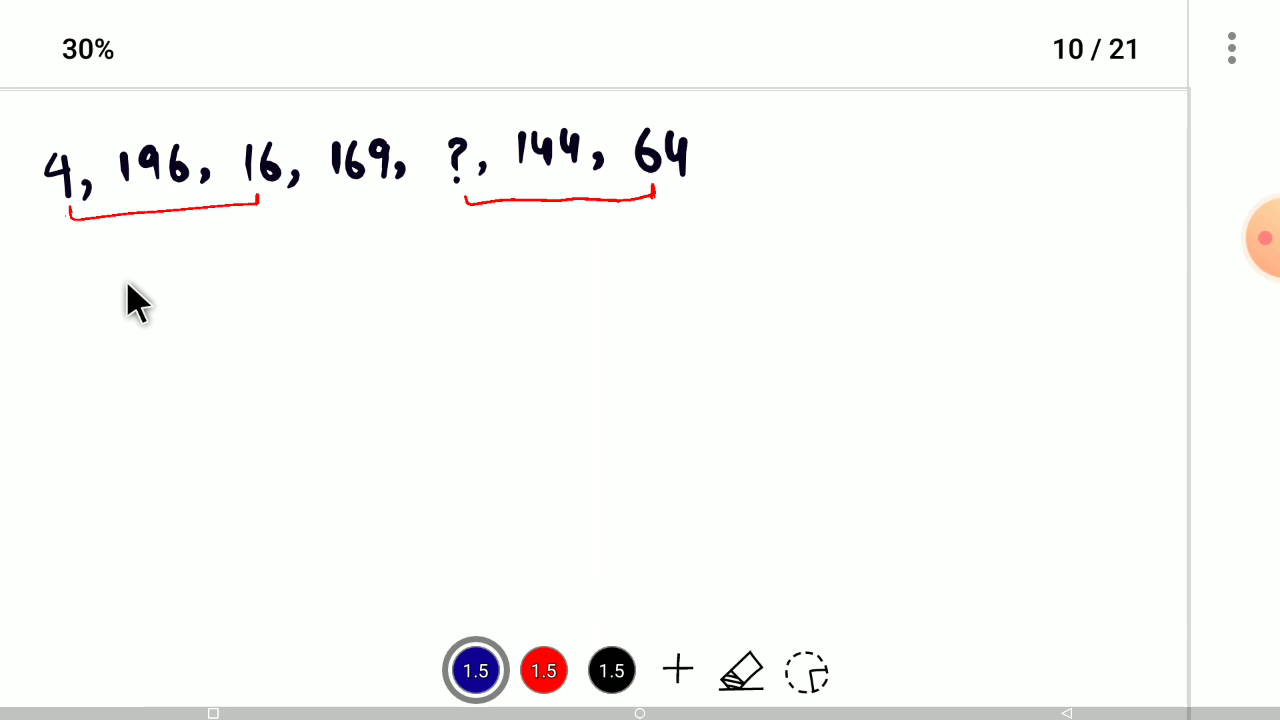 30%
10 / 21
4, 196, 16, 169, ?, 144, 64
1.5 1.5 1.5